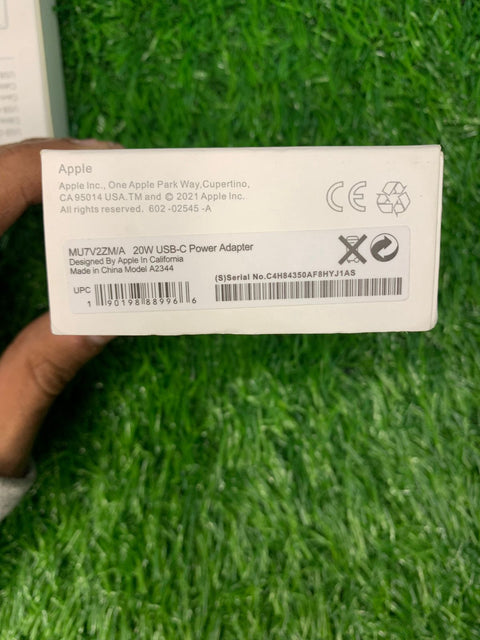 Apple
Apple Inc., One Apple Park Way,Cupertino,
CA 95014 USA.TM and © 2021 Apple Inc.
All rights reserved. 602 -02545 -A
MU7V2ZM/A 20W USB-C Power Adapter
Designed By Apple In California
Made in China Model A2344
(S)Serial No.C4H84350AF8HYJ1AS
UPC
1 90198 88996 6